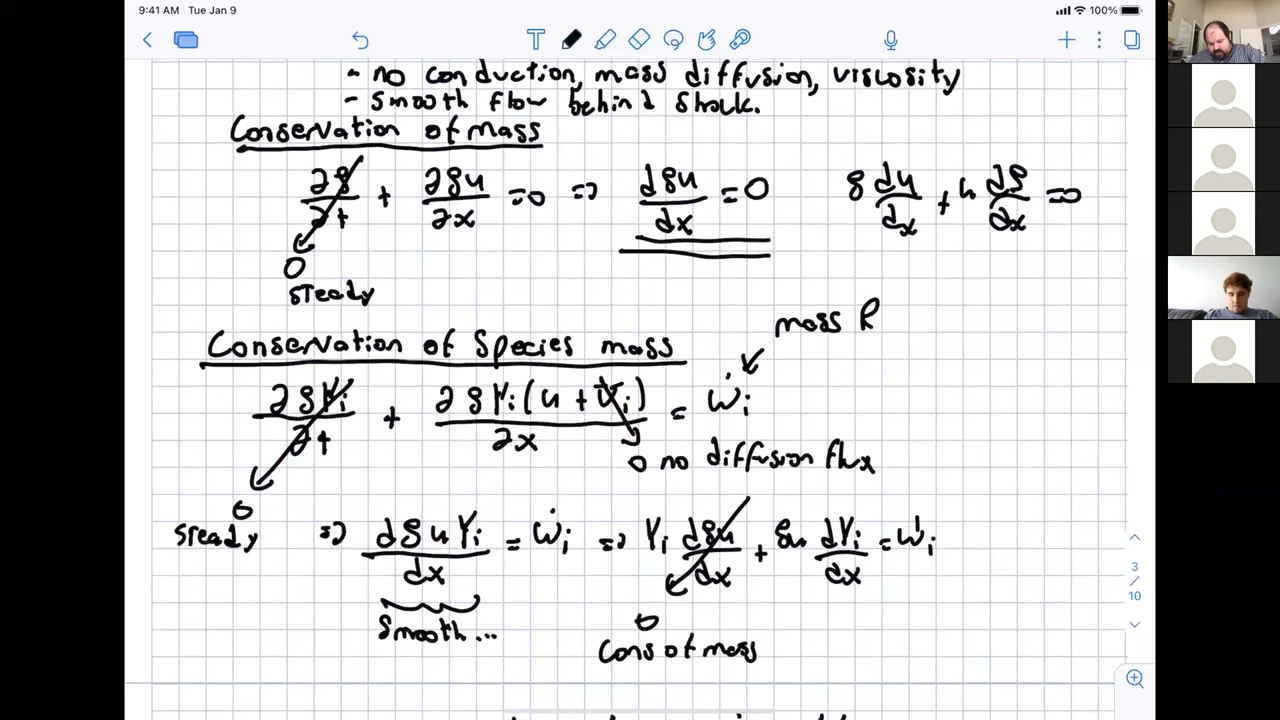 9:41 AM Tue Jan 9
100%
- no conduction, mass diffusion, viscosity
- smooth flow behind shock.
Conservation of mass
∂ρ/∂t + ∂ρu/∂x = 0 ⇒ dρu/dx = 0 ρ du/dx + u dρ/dx = 0
0
steady
mass R
Conservation of Species mass
∂ρYi/∂t + ∂ρYi(u + Vi)/∂x = ẇi
0 no diffusion flux
0
steady ⇒ dρuYi/dx = ẇi ⇒ Yi dρu/dx + ρu dYi/dx = ẇi
smooth...
0
cons of mass
3
/
10